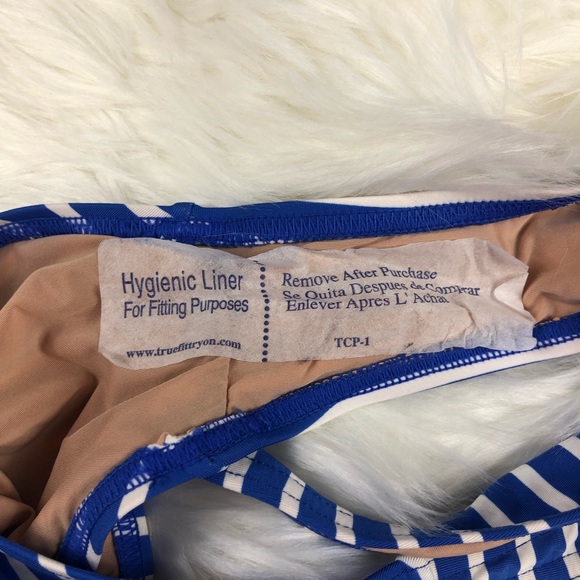 Hygienic Liner
For Fitting Purposes
www.truefittryon.com
Remove After Purchase
Se Quita Despues de Comprar
Enlever Apres L' Achat
TCP-1